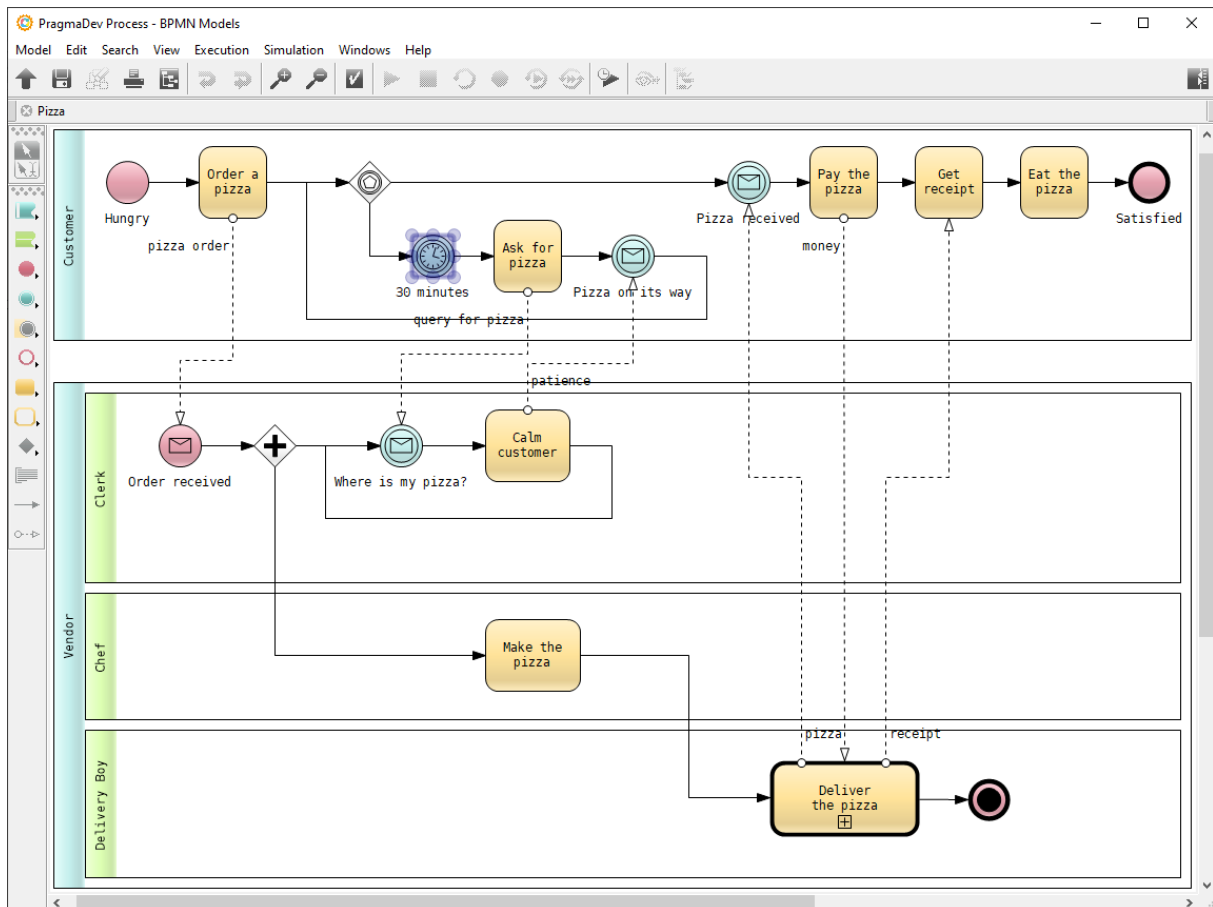 PragmaDev Process - BPMN Models
Model Edit Search View Execution Simulation Windows Help
Pizza
Customer
Hungry
Order a
pizza
pizza order
30 minutes
Ask for
pizza
query for pizza
Pizza on its way
Pizza received
Pay the
pizza
money
Get
receipt
Eat the
pizza
Satisfied
patience
Vendor
Clerk
Order received
Where is my pizza?
Calm
customer
Chef
Make the
pizza
Delivery Boy
pizza
receipt
Deliver
the pizza